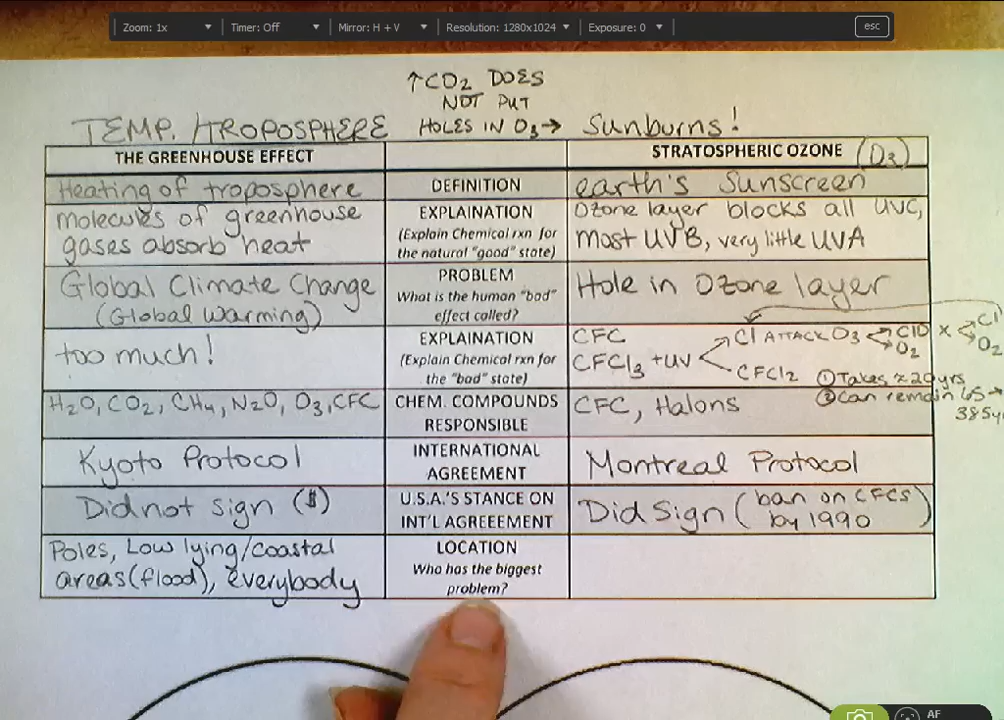 Zoom: 1x Timer: Off Mirror: H + V Resolution: 1280x1024 Exposure: 0 esc
↑CO2 DOES
NOT PUT
TEMP. / TROPOSPHERE HOLES IN O3 → Sunburns!
THE GREENHOUSE EFFECT STRATOSPHERIC OZONE (O3)
Heating of troposphere DEFINITION earth's Sunscreen
molecules of greenhouse
gases absorb heat
EXPLAINATION
(Explain Chemical rxn for
the natural "good" state)
Ozone layer blocks all UVC,
Most UVB, very little UVA
Global Climate Change
(Global Warming)
PROBLEM
What is the human "bad"
effect called?
Hole in Ozone layer
too much!
EXPLAINATION
(Explain Chemical rxn for
the "bad" state)
CFC
CFCl3 + UV
Cl ATTACK O3
ClO
O2
x
Cl
O2
CFCl2
① Takes ≈ 20 yrs
② Can remain 65→
385y
H2O, CO2, CH4, N2O, O3, CFC
CHEM. COMPOUNDS
RESPONSIBLE
CFC, Halons
Kyoto Protocol
INTERNATIONAL
AGREEMENT
Montreal Protocol
Did not sign ($)
U.S.A.'S STANCE ON
INT'L AGREEEMENT
Did Sign (ban on CFCs
by 1990)
Poles, Low lying/coastal
areas (flood), everybody
LOCATION
Who has the biggest
problem?
AF